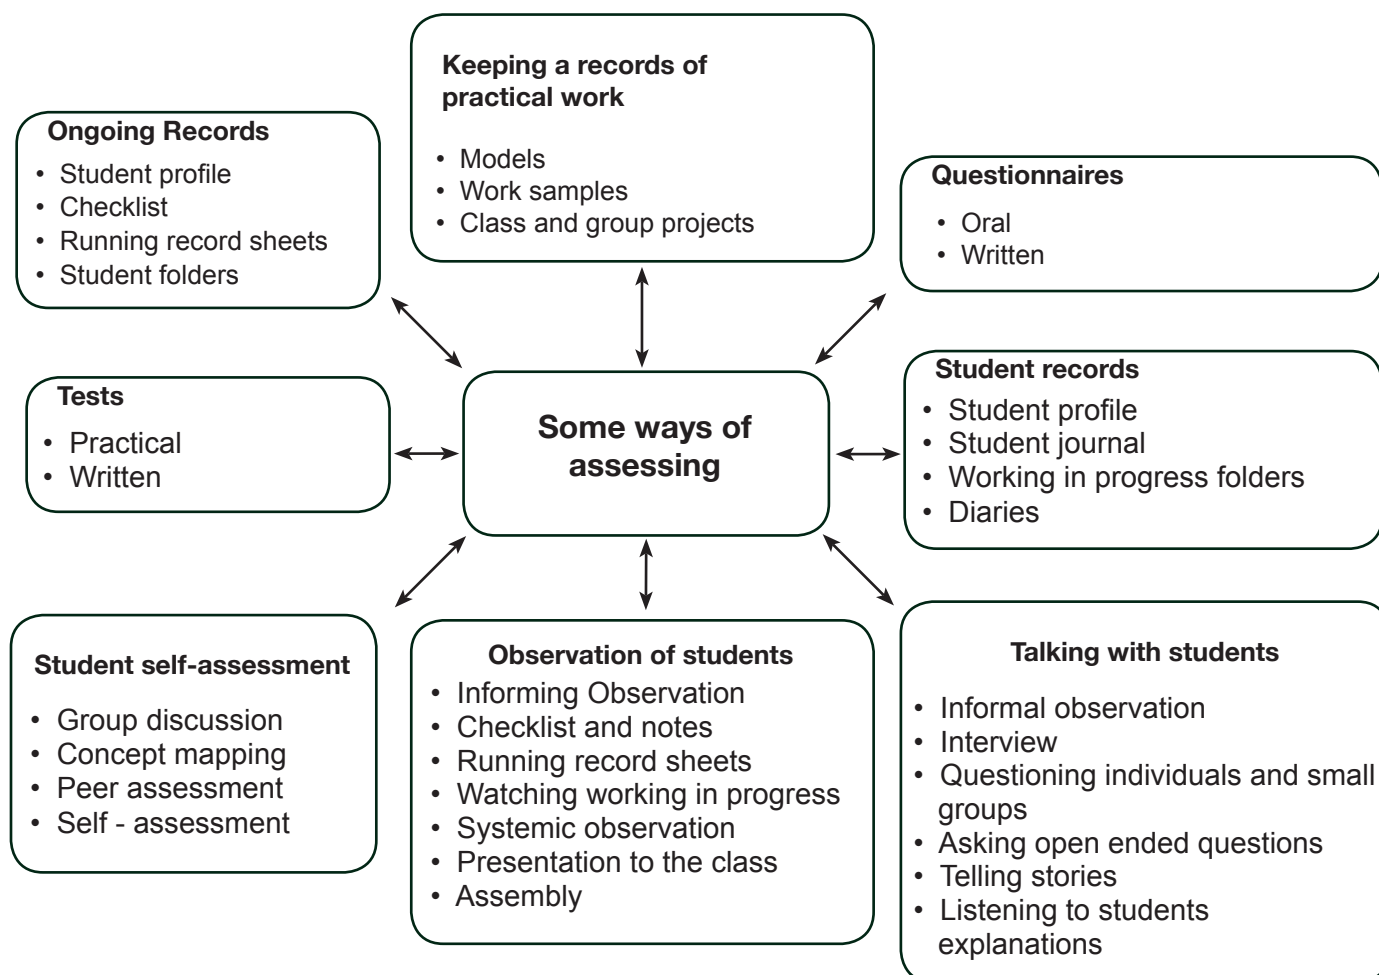 Keeping a records of
practical work
• Models
• Work samples
• Class and group projects
Ongoing Records
• Student profile
• Checklist
• Running record sheets
• Student folders
Questionnaires
• Oral
• Written
Tests
• Practical
• Written
Some ways of
assessing
Student records
• Student profile
• Student journal
• Working in progress folders
• Diaries
Student self-assessment
• Group discussion
• Concept mapping
• Peer assessment
• Self - assessment
Observation of students
• Informing Observation
• Checklist and notes
• Running record sheets
• Watching working in progress
• Systemic observation
• Presentation to the class
• Assembly
Talking with students
• Informal observation
• Interview
• Questioning individuals and small
groups
• Asking open ended questions
• Telling stories
• Listening to students
explanations